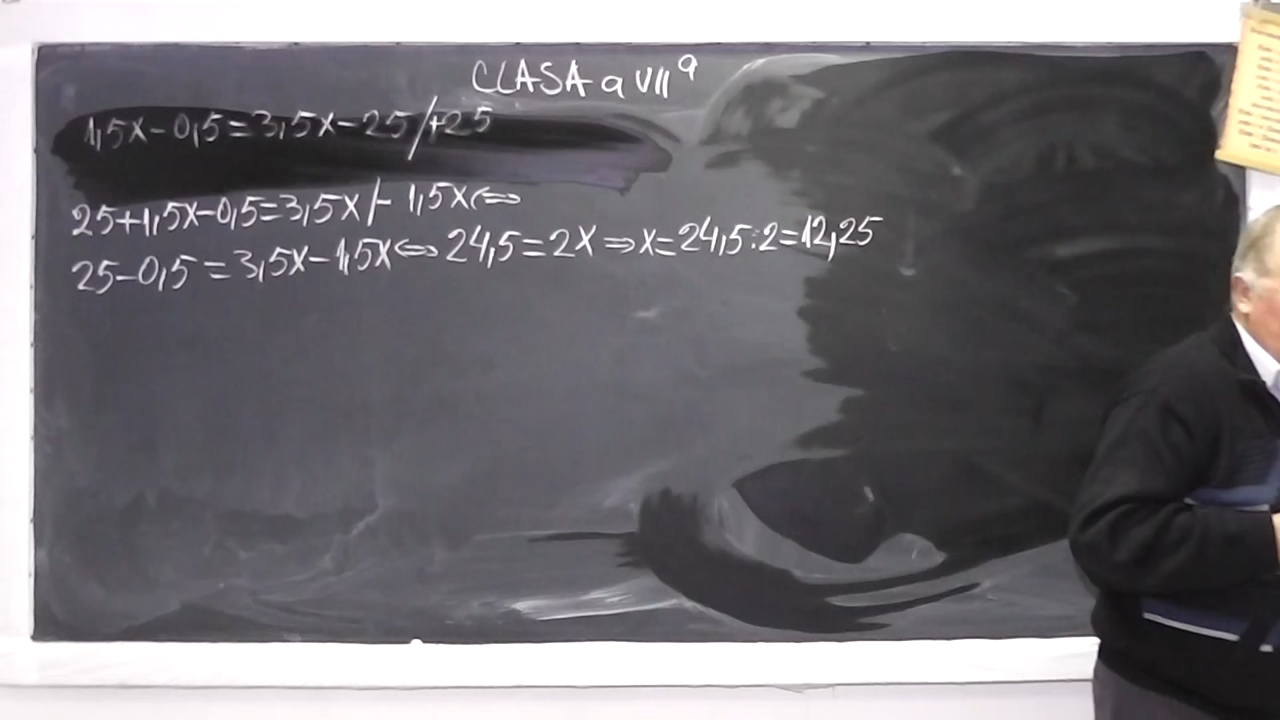 CLASA a VII a
1,5x-0,5=3,5x-25/+25
25+1,5x-0,5=3,5x/-1,5x⇔
25-0,5=3,5x-1,5x⇔24,5=2x⇒x=24,5:2=12,25